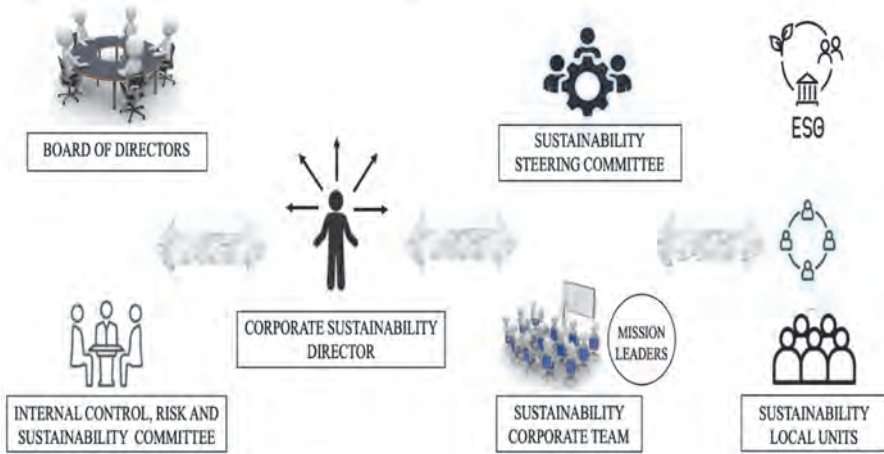 BOARD OF DIRECTORS
SUSTAINABILITY
STEERING COMMITTEE
ESG
CORPORATE SUSTAINABILITY
DIRECTOR
MISSION
LEADERS
INTERNAL CONTROL, RISK AND
SUSTAINABILITY COMMITTEE
SUSTAINABILITY
CORPORATE TEAM
SUSTAINABILITY
LOCAL UNITS